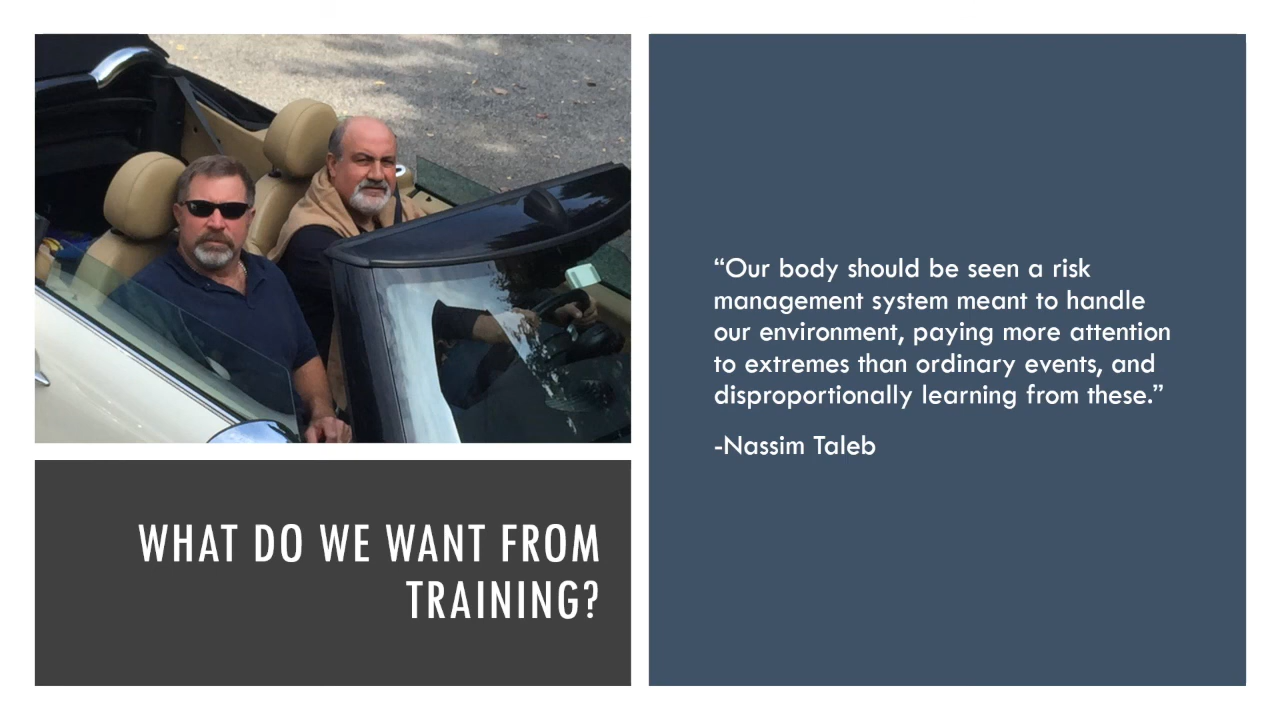 WHAT DO WE WANT FROM
TRAINING?
“Our body should be seen a risk
management system meant to handle
our environment, paying more attention
to extremes than ordinary events, and
disproportionally learning from these.”
-Nassim Taleb